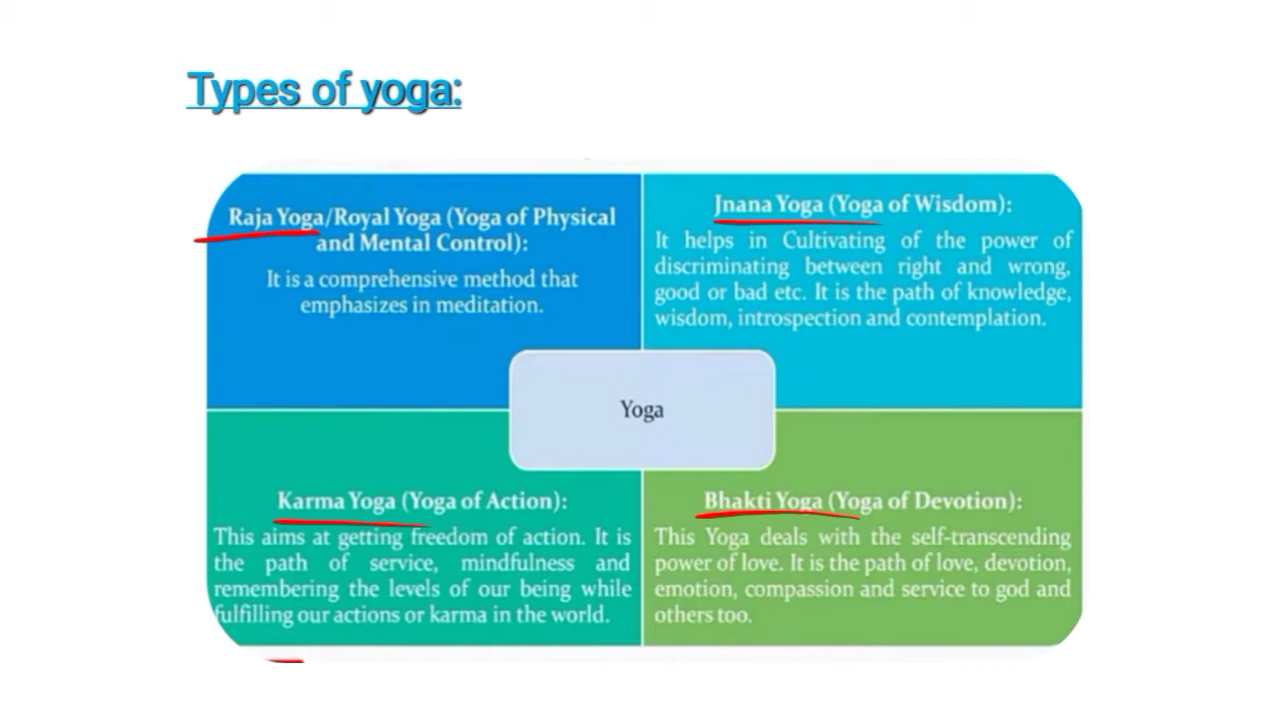 Types of yoga:
Raja Yoga/Royal Yoga (Yoga of Physical
and Mental Control):
It is a comprehensive method that
emphasizes in meditation.
Jnana Yoga (Yoga of Wisdom):
It helps in Cultivating of the power of
discriminating between right and wrong,
good or bad etc. It is the path of knowledge,
wisdom, introspection and contemplation.
Yoga
Karma Yoga (Yoga of Action):
This aims at getting freedom of action. It is
the path of service, mindfulness and
remembering the levels of our being while
fulfilling our actions or karma in the world.
Bhakti Yoga (Yoga of Devotion):
This Yoga deals with the self-transcending
power of love. It is the path of love, devotion,
emotion, compassion and service to god and
others too.